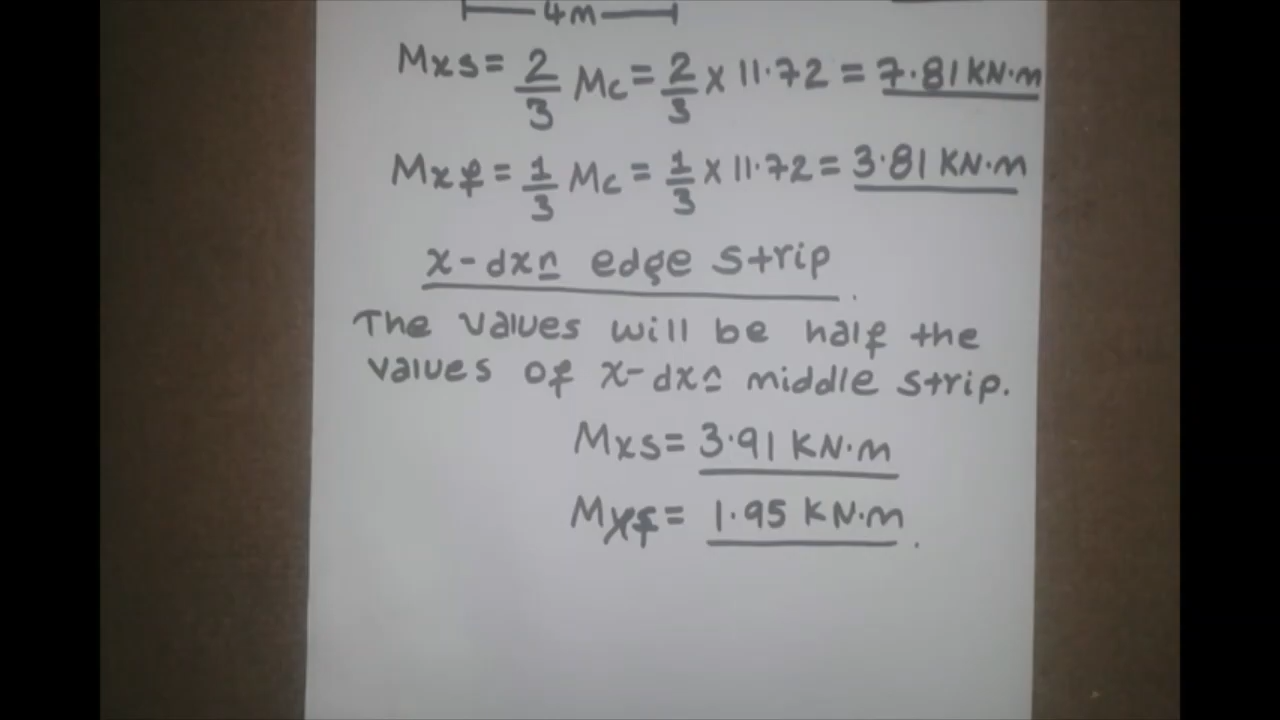 4m
Mxs = 2/3 Mc = 2/3 × 11.72 = 7.81 KN.m
Mxf = 1/3 Mc = 1/3 × 11.72 = 3.81 KN.m
x-dxn edge strip
The values will be half the
values of x-dxn middle strip.
Mxs = 3.91 KN.m
Mxf = 1.95 KN.m.